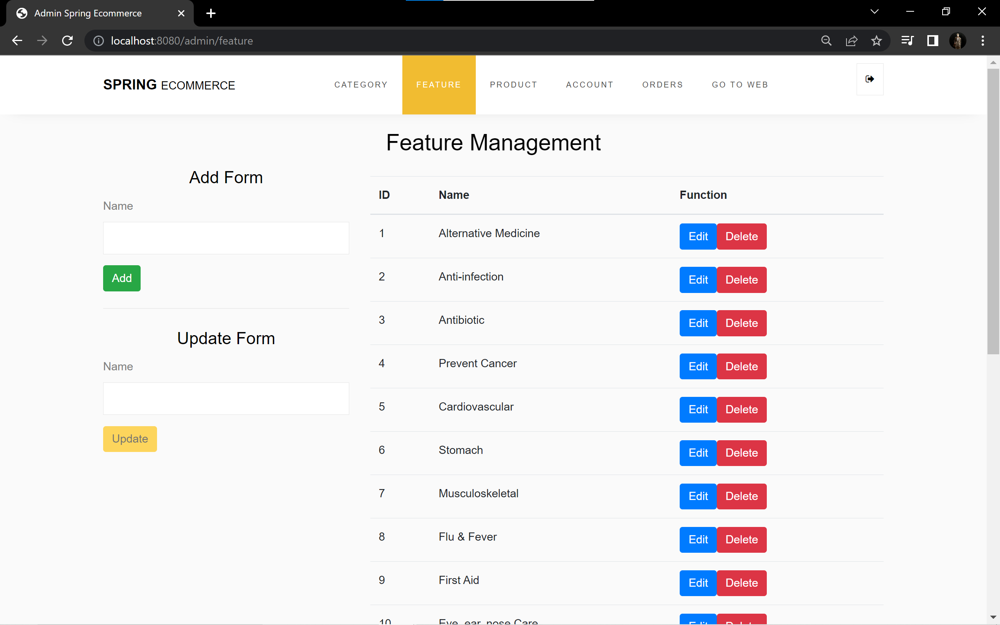 Admin Spring Ecommerce
localhost:8080/admin/feature
SPRING ECOMMERCE
CATEGORY
FEATURE
PRODUCT
ACCOUNT
ORDERS
GO TO WEB
Feature Management
Add Form
Name
Add
Update Form
Name
Update
ID Name Function
1 Alternative Medicine Edit Delete
2 Anti-infection Edit Delete
3 Antibiotic Edit Delete
4 Prevent Cancer Edit Delete
5 Cardiovascular Edit Delete
6 Stomach Edit Delete
7 Musculoskeletal Edit Delete
8 Flu & Fever Edit Delete
9 First Aid Edit Delete
10 Eye, ear, nose Care Edit Delete